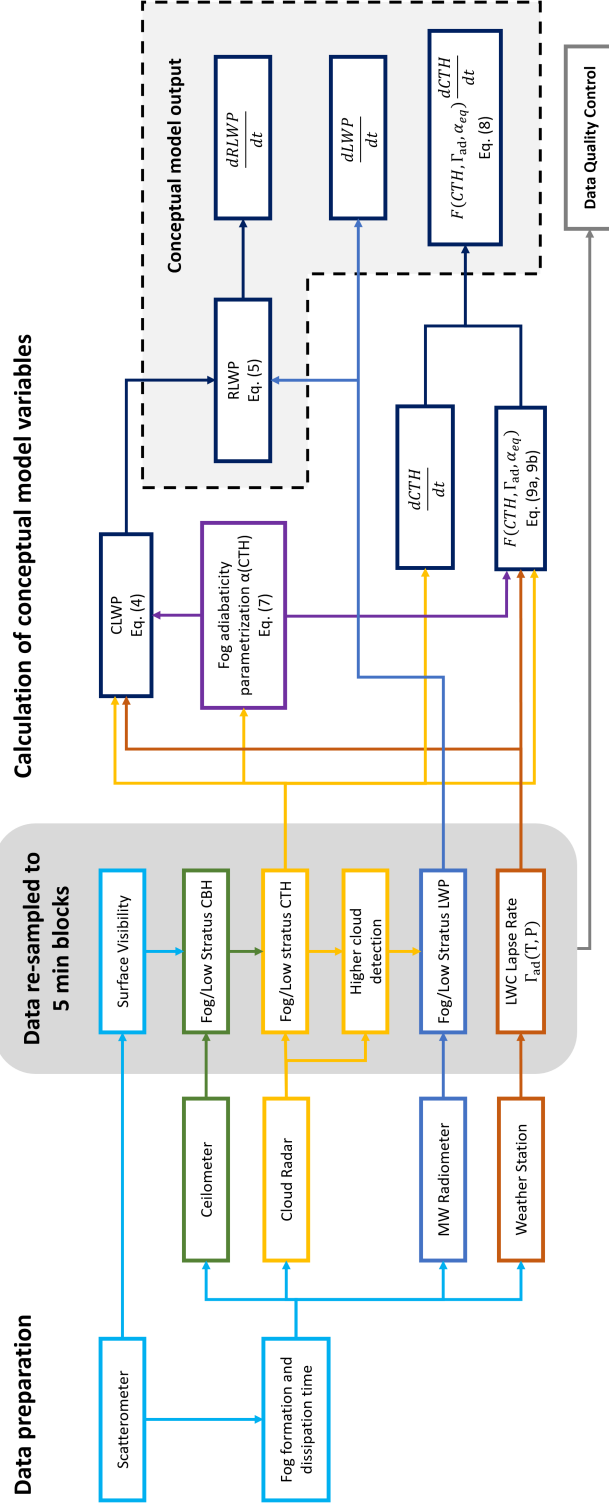 Data preparation
Data re-sampled to
5 min blocks
Calculation of conceptual model variables
Scatterometer
Fog formation and
dissipation time
Ceilometer
Cloud Radar
MW Radiometer
Weather Station
Surface Visibility
Fog/Low Stratus CBH
Fog/Low stratus CTH
Higher cloud
detection
Fog/Low Stratus LWP
LWC Lapse Rate
Γad(T, P)
CLWP
Eq. (4)
Fog adiabaticity
parametrization α(CTH)
Eq. (7)
dCTH
dt
F(CTH, Γad, αeq)
Eq. (9a, 9b)
Conceptual model output
RLWP
Eq. (5)
dRLWP
dt
dLWP
dt
F(CTH, Γad, αeq) dCTH
dt
Eq. (8)
Data Quality Control